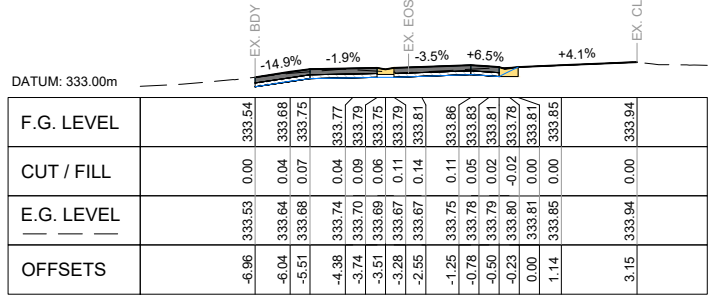 EX. BDY
EX. EOS
EX. CL
-14.9% -1.9% -3.5% +6.5% +4.1%
DATUM: 333.00m
F.G. LEVEL 333.54 333.68 333.75 333.77 333.79 333.75 333.79 333.81 333.86 333.83 333.81 333.78 333.81 333.85 333.94
CUT / FILL 0.00 0.04 0.07 0.04 0.09 0.06 0.11 0.14 0.11 0.05 0.02 -0.02 0.00 0.00 0.00
E.G. LEVEL 333.53 333.64 333.68 333.74 333.70 333.69 333.67 333.67 333.75 333.78 333.79 333.80 333.81 333.85 333.94
OFFSETS -6.96 -6.04 -5.51 -4.38 -3.74 -3.51 -3.28 -2.55 -1.25 -0.78 -0.50 -0.23 0.00 1.14 3.15